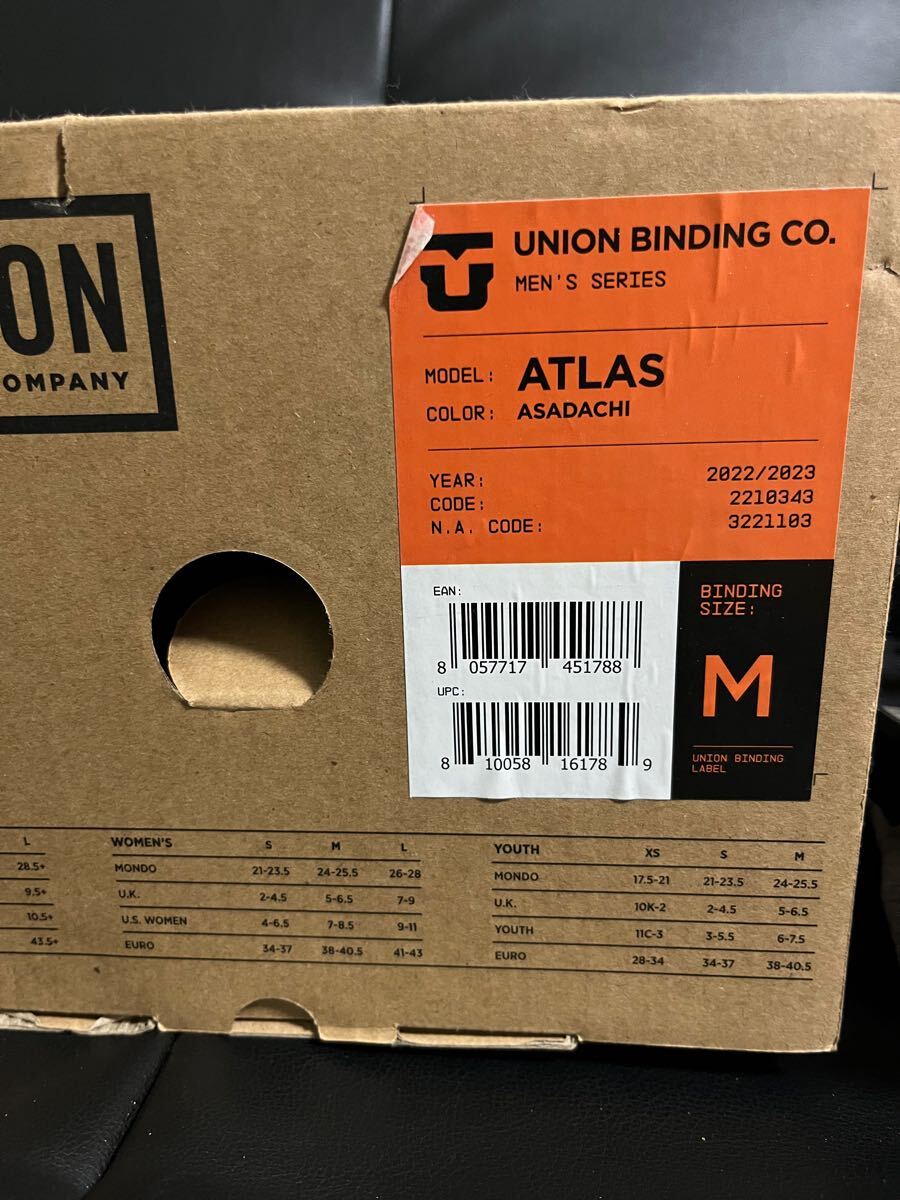 ON
OMPANY
UNION BINDING CO.
MEN'S SERIES
MODEL: ATLAS
COLOR: ASADACHI
YEAR: 2022/2023
CODE: 2210343
N.A. CODE: 3221103
EAN:
8 057717 451788
UPC:
8 10058 16178 9
BINDING
SIZE:
M
UNION BINDING
LABEL
L
28.5+
9.5+
10.5+
43.5+
WOMEN'S S M L
MONDO 21-23.5 24-25.5 26-28
U.K. 2-4.5 5-6.5 7-9
U.S. WOMEN 4-6.5 7-8.5 9-11
EURO 34-37 38-40.5 41-43
YOUTH XS S M
MONDO 17.5-21 21-23.5 24-25.5
U.K. 10K-2 2-4.5 5-6.5
YOUTH 11C-3 3-5.5 6-7.5
EURO 28-34 34-37 38-40.5